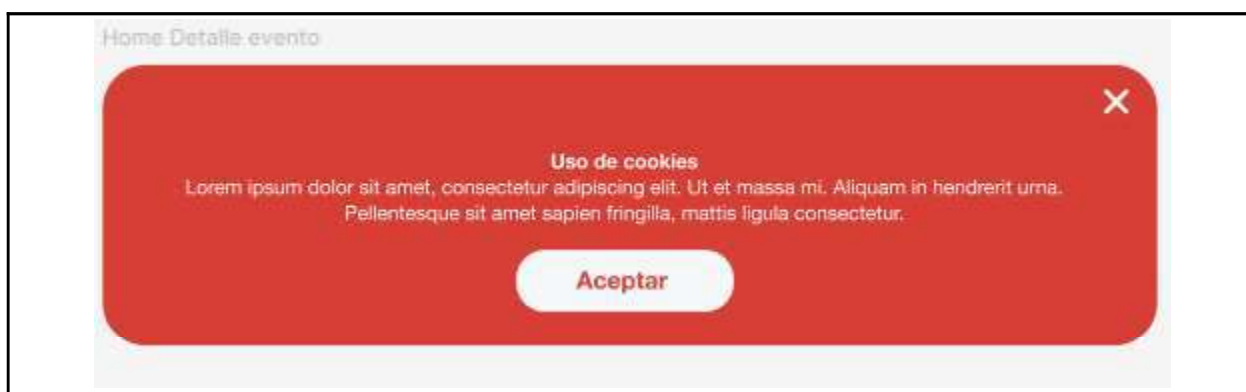 Home Detalle evento
Uso de cookies
Lorem ipsum dolor sit amet, consectetur adipiscing elit. Ut et massa mi. Aliquam in hendrerit urna.
Pellentesque sit amet sapien fringilla, mattis ligula consectetur.
Aceptar